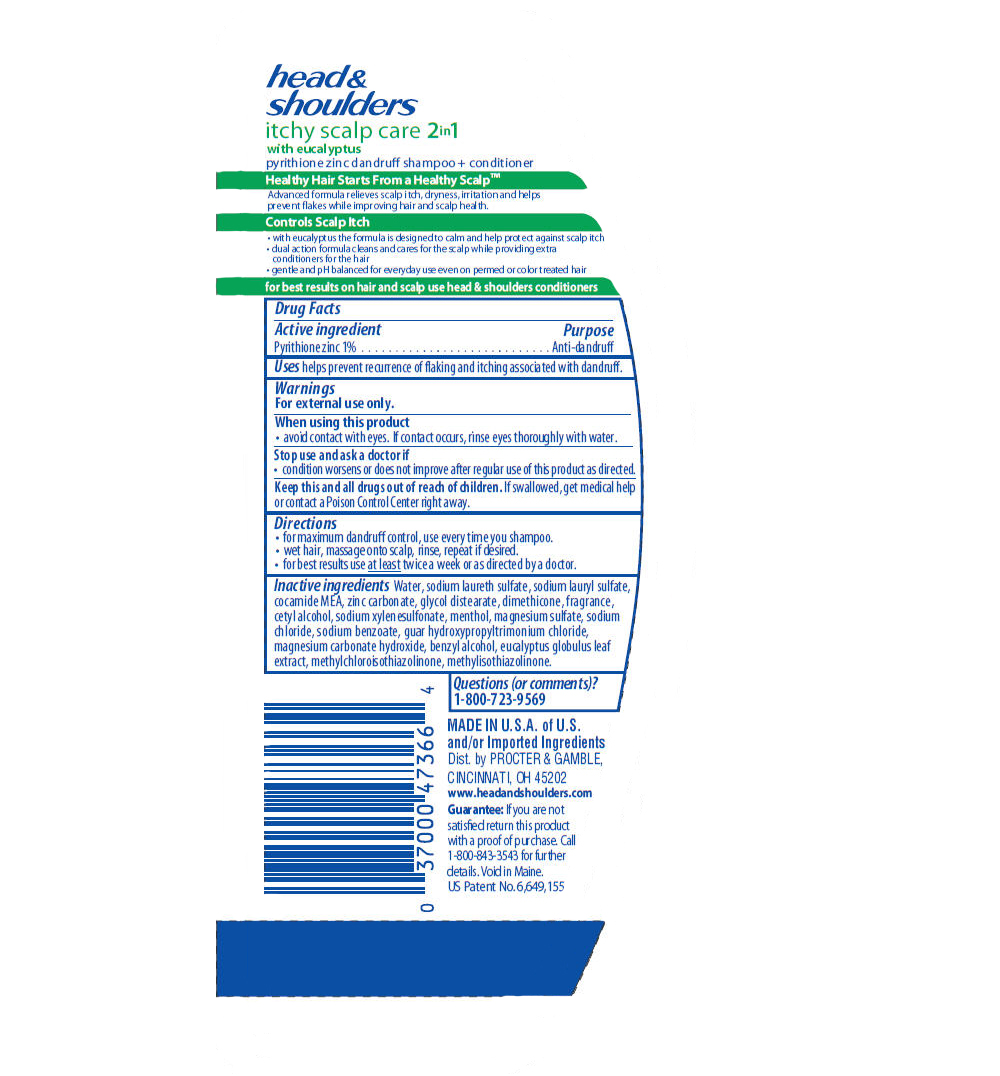 head &
shoulders
itchy scalp care 2in1
with eucalyptus
pyrithione zinc dandruff shampoo + conditioner
Healthy Hair Starts From a Healthy Scalp™
Advanced formula relieves scalp itch, dryness, irritation and helps
prevent flakes while improving hair and scalp health.
Controls Scalp Itch
• with eucalyptus the formula is designed to calm and help protect against scalp itch
• dual action formula cleans and cares for the scalp while providing extra
conditioners for the hair
• gentle and pH balanced for everyday use even on permed or color treated hair
for best results on hair and scalp use head & shoulders conditioners
Drug Facts
Active ingredient Purpose
Pyrithione zinc 1% . . . . . . . . . . . . . . . . . . . . . . . . . . . . Anti-dandruff
Uses helps prevent recurrence of flaking and itching associated with dandruff.
Warnings
For external use only.
When using this product
• avoid contact with eyes. If contact occurs, rinse eyes thoroughly with water.
Stop use and ask a doctor if
• condition worsens or does not improve after regular use of this product as directed.
Keep this and all drugs out of reach of children. If swallowed, get medical help
or contact a Poison Control Center right away.
Directions
• for maximum dandruff control, use every time you shampoo.
• wet hair, massage onto scalp, rinse, repeat if desired.
• for best results use at least twice a week or as directed by a doctor.
Inactive ingredients Water, sodium laureth sulfate, sodium lauryl sulfate,
cocamide MEA, zinc carbonate, glycol distearate, dimethicone, fragrance,
cetyl alcohol, sodium xylenesulfonate, menthol, magnesium sulfate, sodium
chloride, sodium benzoate, guar hydroxypropyltrimonium chloride,
magnesium carbonate hydroxide, benzyl alcohol, eucalyptus globulus leaf
extract, methylchloroisothiazolinone, methylisothiazolinone.
Questions (or comments)?
1-800-723-9569
0 37000 47366 4
MADE IN U.S.A. of U.S.
and/or Imported Ingredients
Dist. by PROCTER & GAMBLE,
CINCINNATI, OH 45202
www.headandshoulders.com
Guarantee: If you are not
satisfied return this product
with a proof of purchase. Call
1-800-843-3543 for further
details. Void in Maine.
US Patent No. 6,649,155